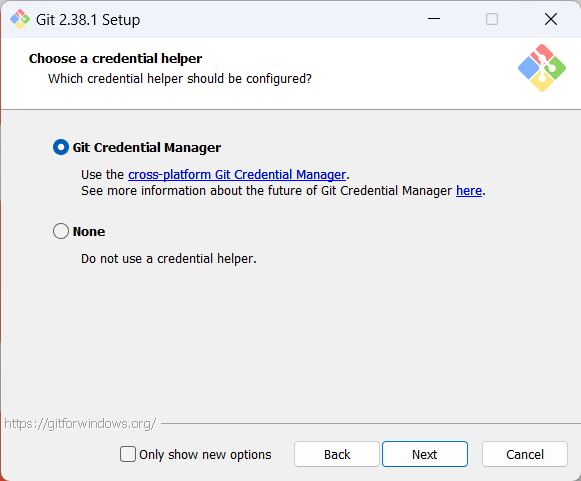 Git 2.38.1 Setup
Choose a credential helper
Which credential helper should be configured?
Git Credential Manager
Use the cross-platform Git Credential Manager.
See more information about the future of Git Credential Manager here.
None
Do not use a credential helper.
https://gitforwindows.org/
Only show new options
Back
Next
Cancel